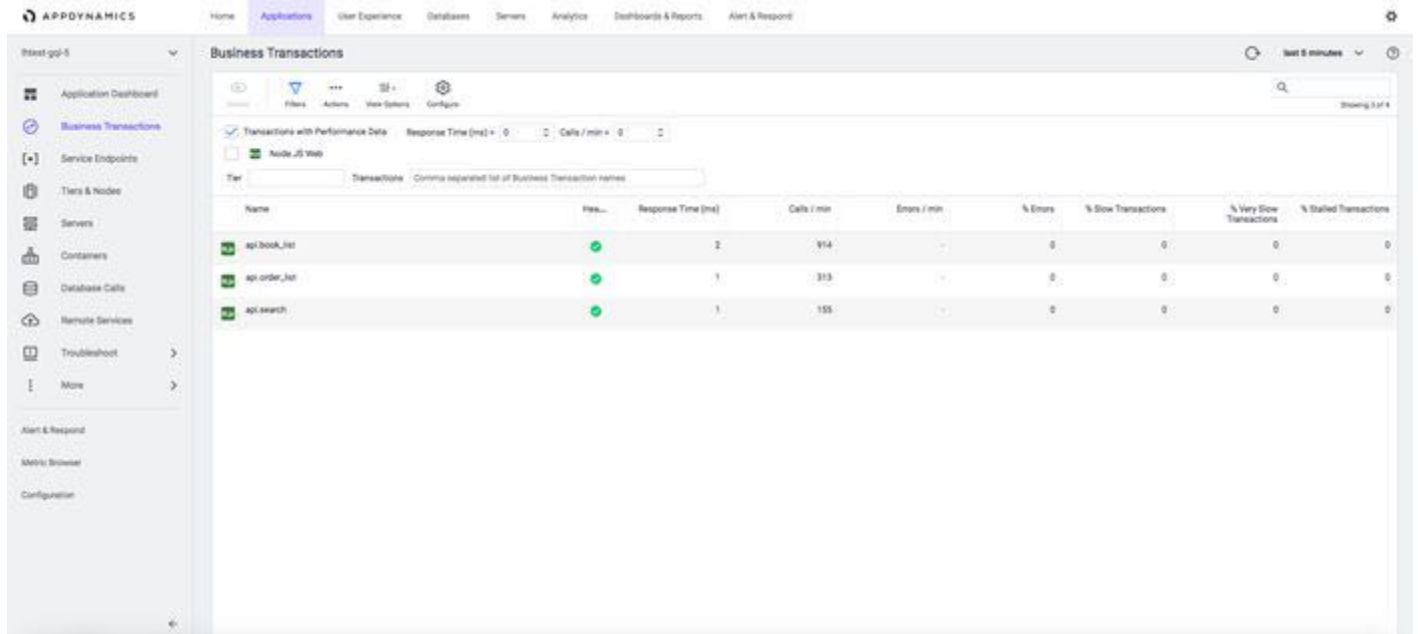 APPDYNAMICS
Home Applications User Experience Databases Servers Analytics Dashboards & Reports Alert & Respond
Business Transactions
last 5 minutes
Application Dashboard
Business Transactions
Service Endpoints
Tiers & Nodes
Servers
Containers
Database Calls
Remote Services
Troubleshoot
More
Alert & Respond
Metric Browser
Configuration
Filters Actions View Options Configure
Showing 3 of 4
Transactions with Performance Data Response Time (ms) > 0 Calls / min > 0
Node.JS Web
Tier Transactions Comma separated list of Business Transaction names
Name Hea... Response Time (ms) Calls / min Errors / min % Errors % Slow Transactions % Very Slow Transactions % Stalled Transactions
api.book_list 2 914 - 0 0 0 0
api.order_list 1 313 - 0 0 0 0
api.search 1 155 - 0 0 0 0